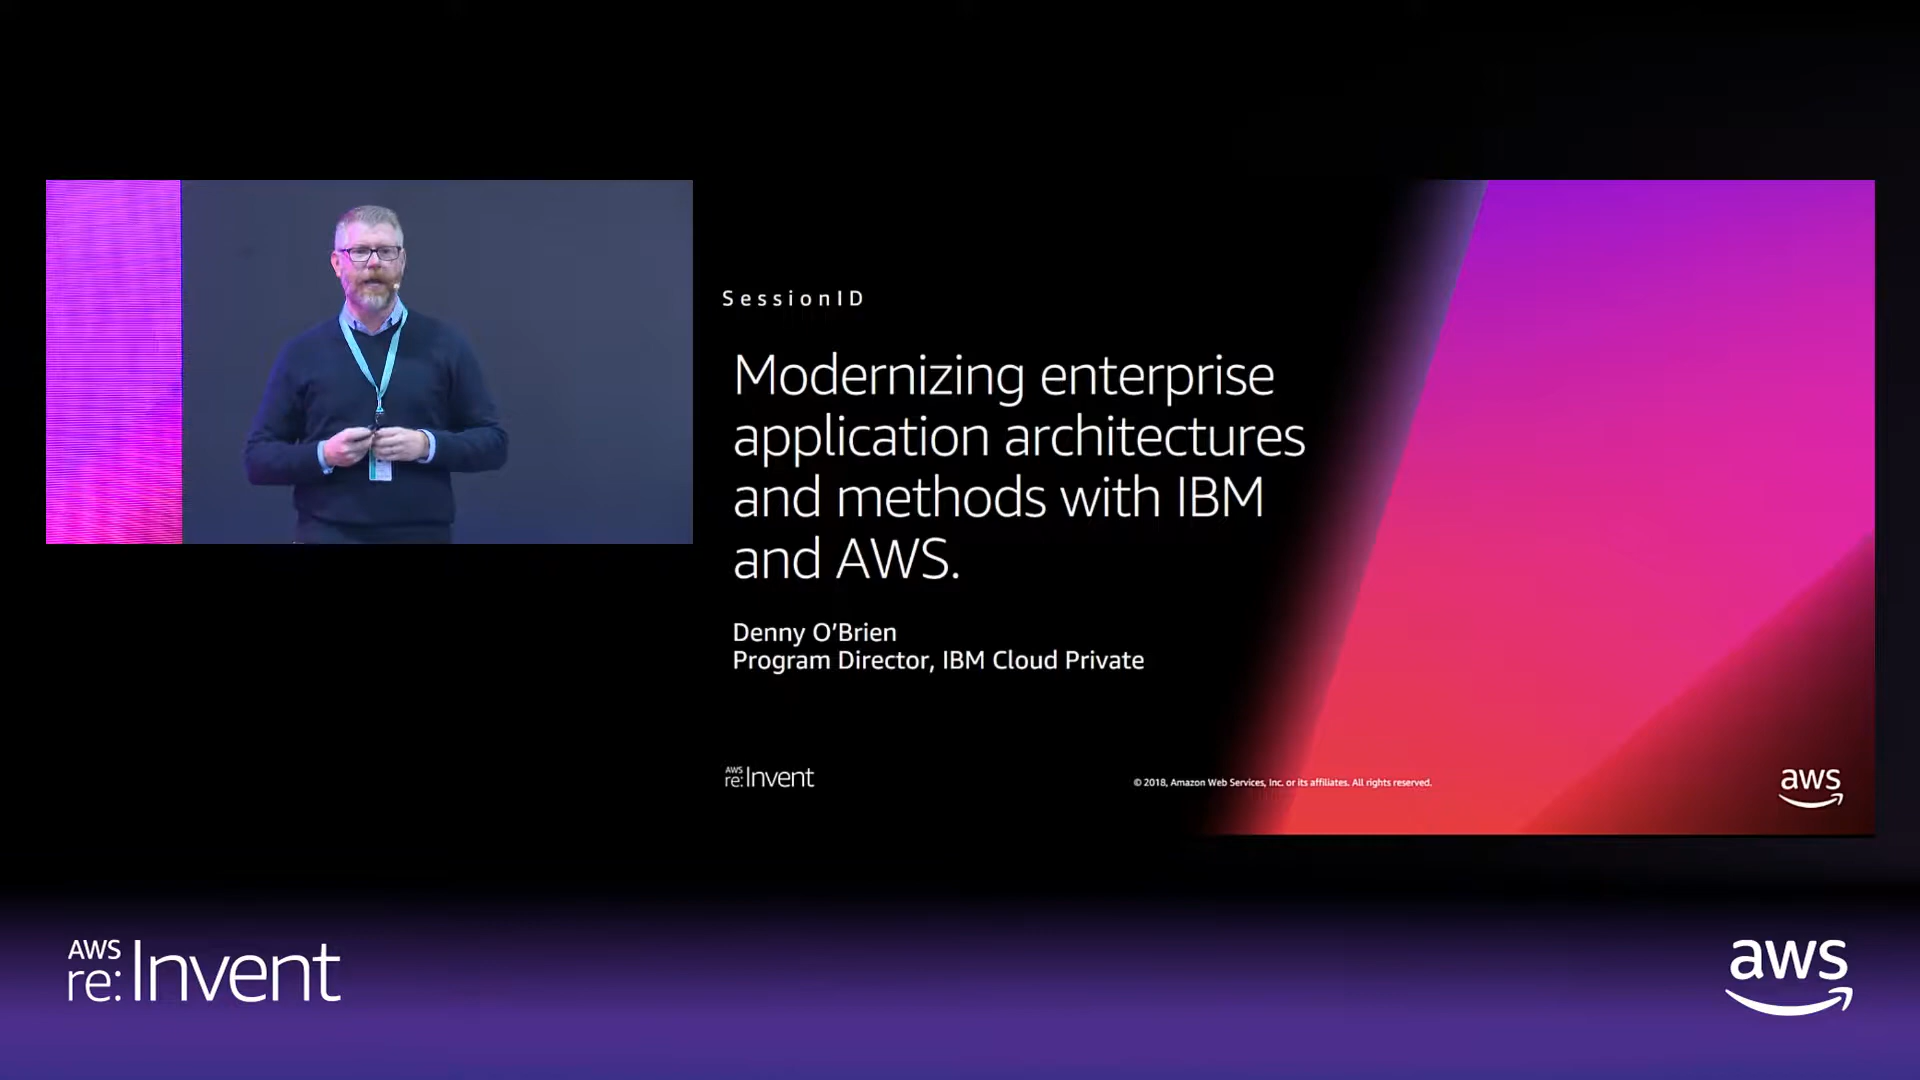 SessionID
Modernizing enterprise
application architectures
and methods with IBM
and AWS.
Denny O’Brien
Program Director, IBM Cloud Private
AWS
re:Invent
© 2018, Amazon Web Services, Inc. or its affiliates. All rights reserved.
aws
AWS
re:Invent
aws